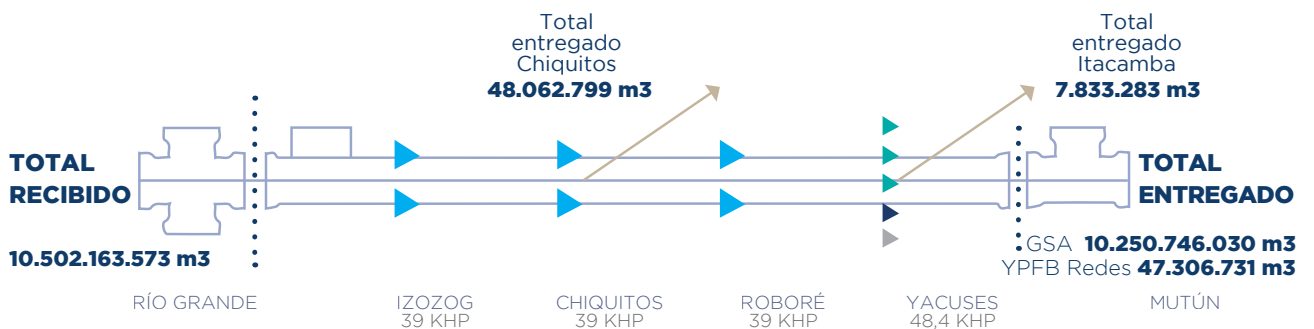 Total
entregado
Chiquitos
48.062.799 m3
Total
entregado
Itacamba
7.833.283 m3
TOTAL
RECIBIDO
10.502.163.573 m3
TOTAL
ENTREGADO
GSA 10.250.746.030 m3
YPFB Redes 47.306.731 m3
RÍO GRANDE
IZOZOG
39 KHP
CHIQUITOS
39 KHP
ROBORÉ
39 KHP
YACUSES
48,4 KHP
MUTÚN